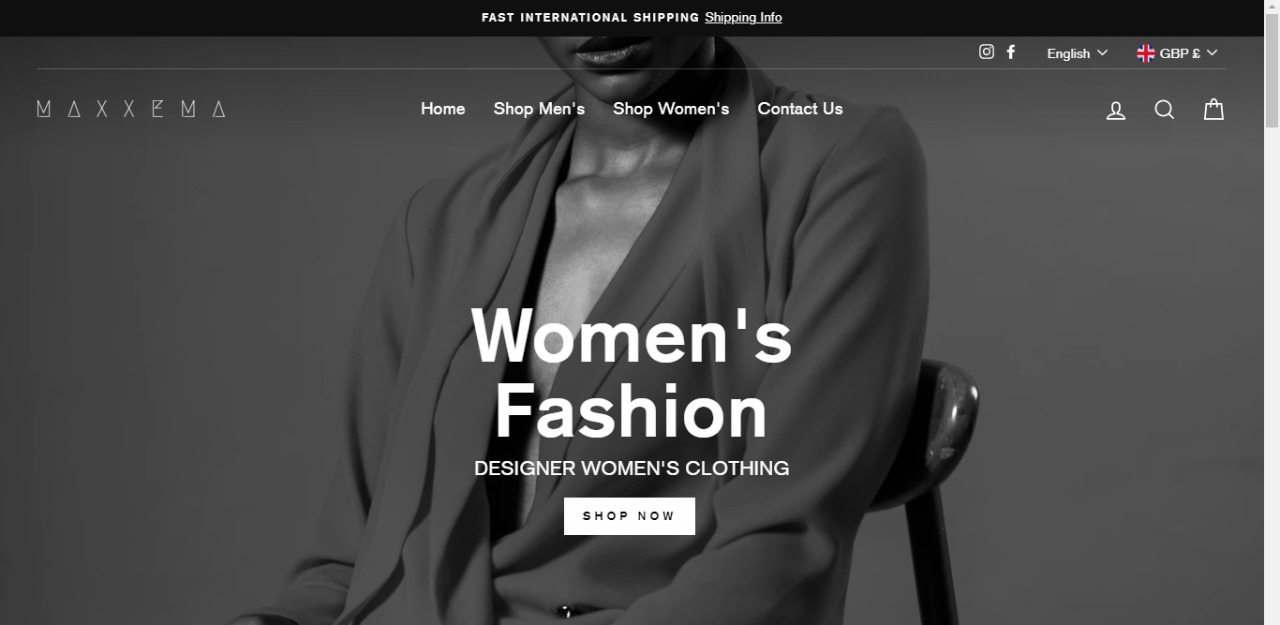 FAST INTERNATIONAL SHIPPING Shipping Info
English GBP £
MAXXEMA
Home Shop Men's Shop Women's Contact Us
Women's
Fashion
DESIGNER WOMEN'S CLOTHING
SHOP NOW